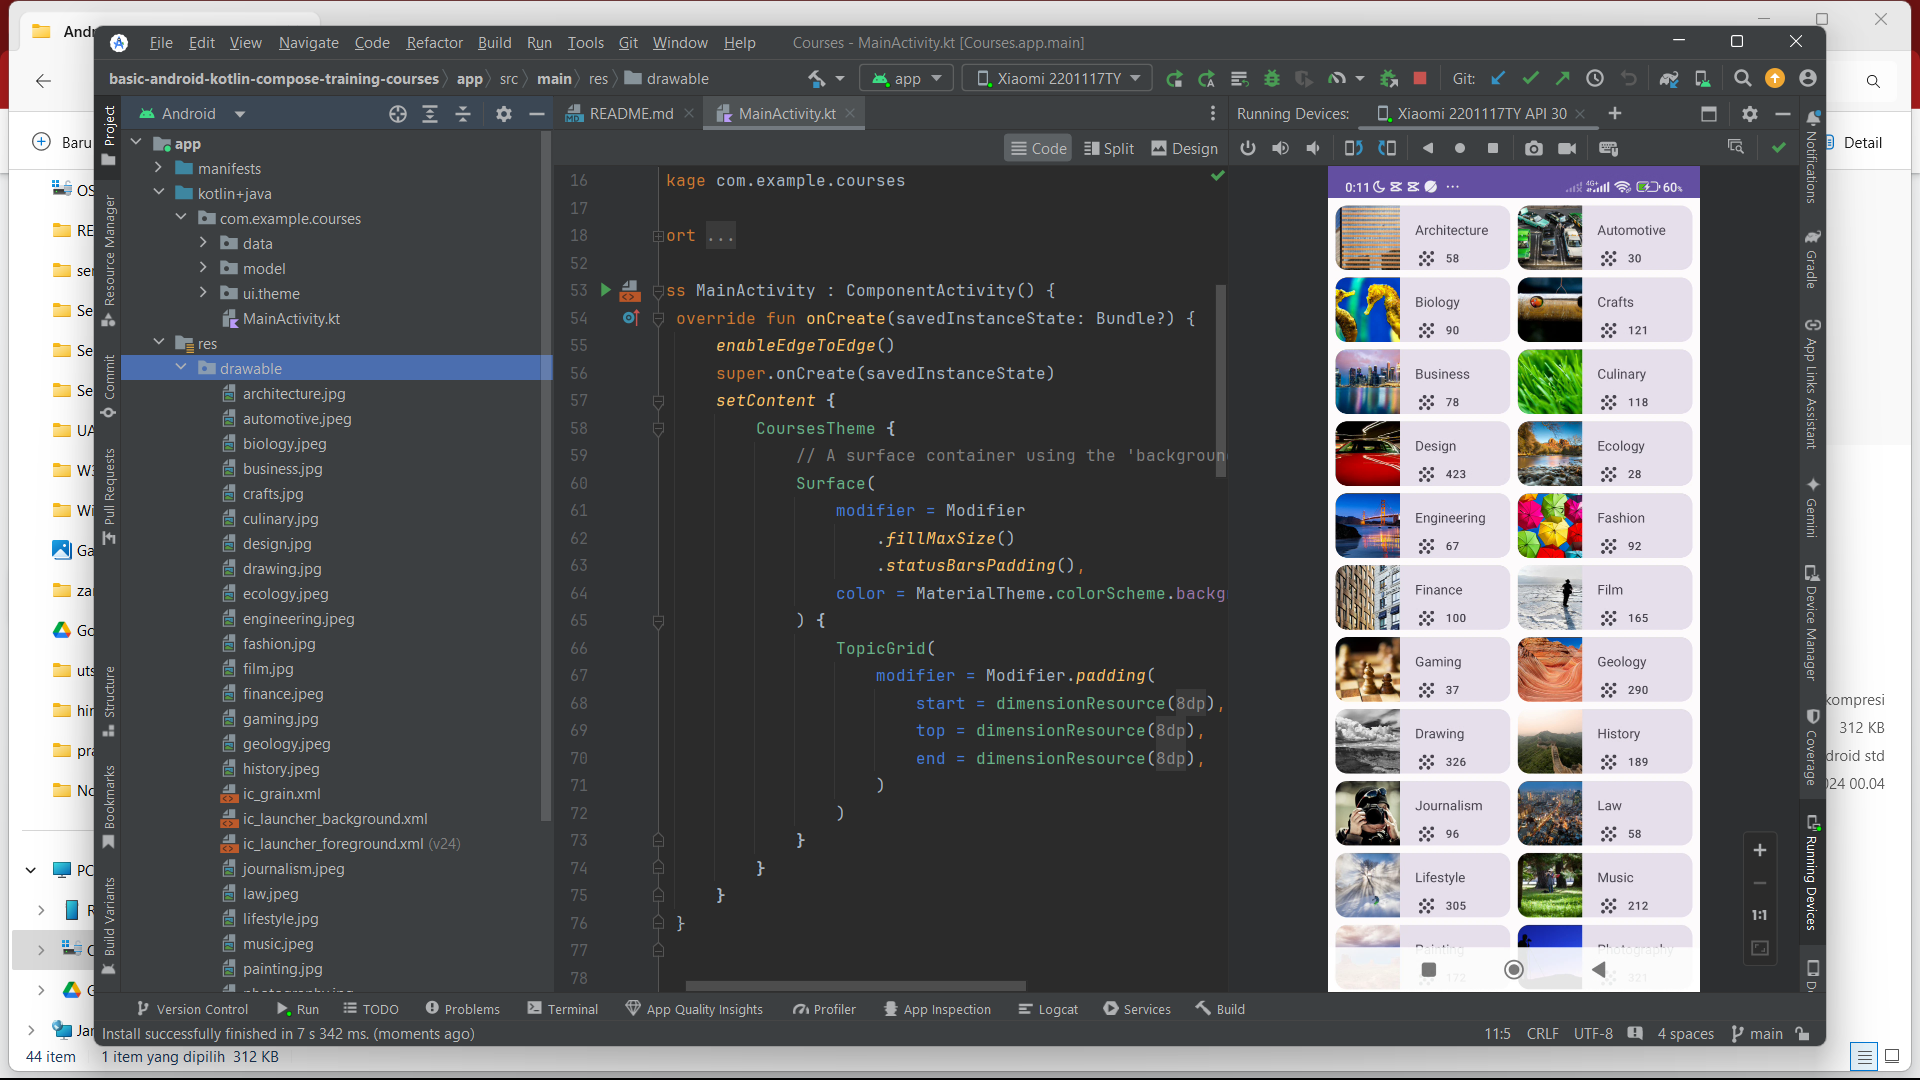 Andr
File Edit View Navigate Code Refactor Build Run Tools Git Window Help
Courses - MainActivity.kt [Courses.app.main]
basic-android-kotlin-compose-training-courses app src main res drawable
app
Xiaomi 2201117TY
Git:
Baru
Detail
Android
README.md
MainActivity.kt
Running Devices:
Xiaomi 2201117TY API 30
Code
Split
Design
Project
Resource Manager
Commit
Pull Requests
Structure
Bookmarks
Build Variants
app
manifests
kotlin+java
com.example.courses
data
model
ui.theme
MainActivity.kt
res
drawable
architecture.jpg
automotive.jpeg
biology.jpeg
business.jpg
crafts.jpg
culinary.jpg
design.jpg
drawing.jpg
ecology.jpeg
engineering.jpeg
fashion.jpg
film.jpg
finance.jpeg
gaming.jpg
geology.jpeg
history.jpeg
ic_grain.xml
ic_launcher_background.xml
ic_launcher_foreground.xml (v24)
journalism.jpeg
law.jpeg
lifestyle.jpg
music.jpeg
painting.jpg
16 kage com.example.courses
17
18 ort ...
52
53 ss MainActivity : ComponentActivity() {
54 override fun onCreate(savedInstanceState: Bundle?) {
55 enableEdgeToEdge()
56 super.onCreate(savedInstanceState)
57 setContent {
58 CoursesTheme {
59 // A surface container using the 'backgroun
60 Surface(
61 modifier = Modifier
62 .fillMaxSize()
63 .statusBarsPadding(),
64 color = MaterialTheme.colorScheme.backg
65 ) {
66 TopicGrid(
67 modifier = Modifier.padding(
68 start = dimensionResource(8dp),
69 top = dimensionResource(8dp),
70 end = dimensionResource(8dp),
71 )
72 )
73 }
74 }
75 }
76 }
77
78
0:11 4G+ 60%
Architecture
58
Automotive
30
Biology
90
Crafts
121
Business
78
Culinary
118
Design
423
Ecology
28
Engineering
67
Fashion
92
Finance
100
Film
165
Gaming
37
Geology
290
Drawing
326
History
189
Journalism
96
Law
58
Lifestyle
305
Music
212
Painting
172
Photography
321
1:1
Notifications
Gradle
App Links Assistant
Gemini
Device Manager
Coverage
Running Devices
D
OS
RE
ser
Se
Se
Se
UA
W3
Wi
Ga
zar
Go
uts
hir
pra
No
PC
Jar
kompresi
312 KB
droid std
024 00.04
Version Control
Run
TODO
Problems
Terminal
App Quality Insights
Profiler
App Inspection
Logcat
Services
Build
Install successfully finished in 7 s 342 ms. (moments ago)
11:5 CRLF UTF-8 4 spaces main
44 item 1 item yang dipilih 312 KB